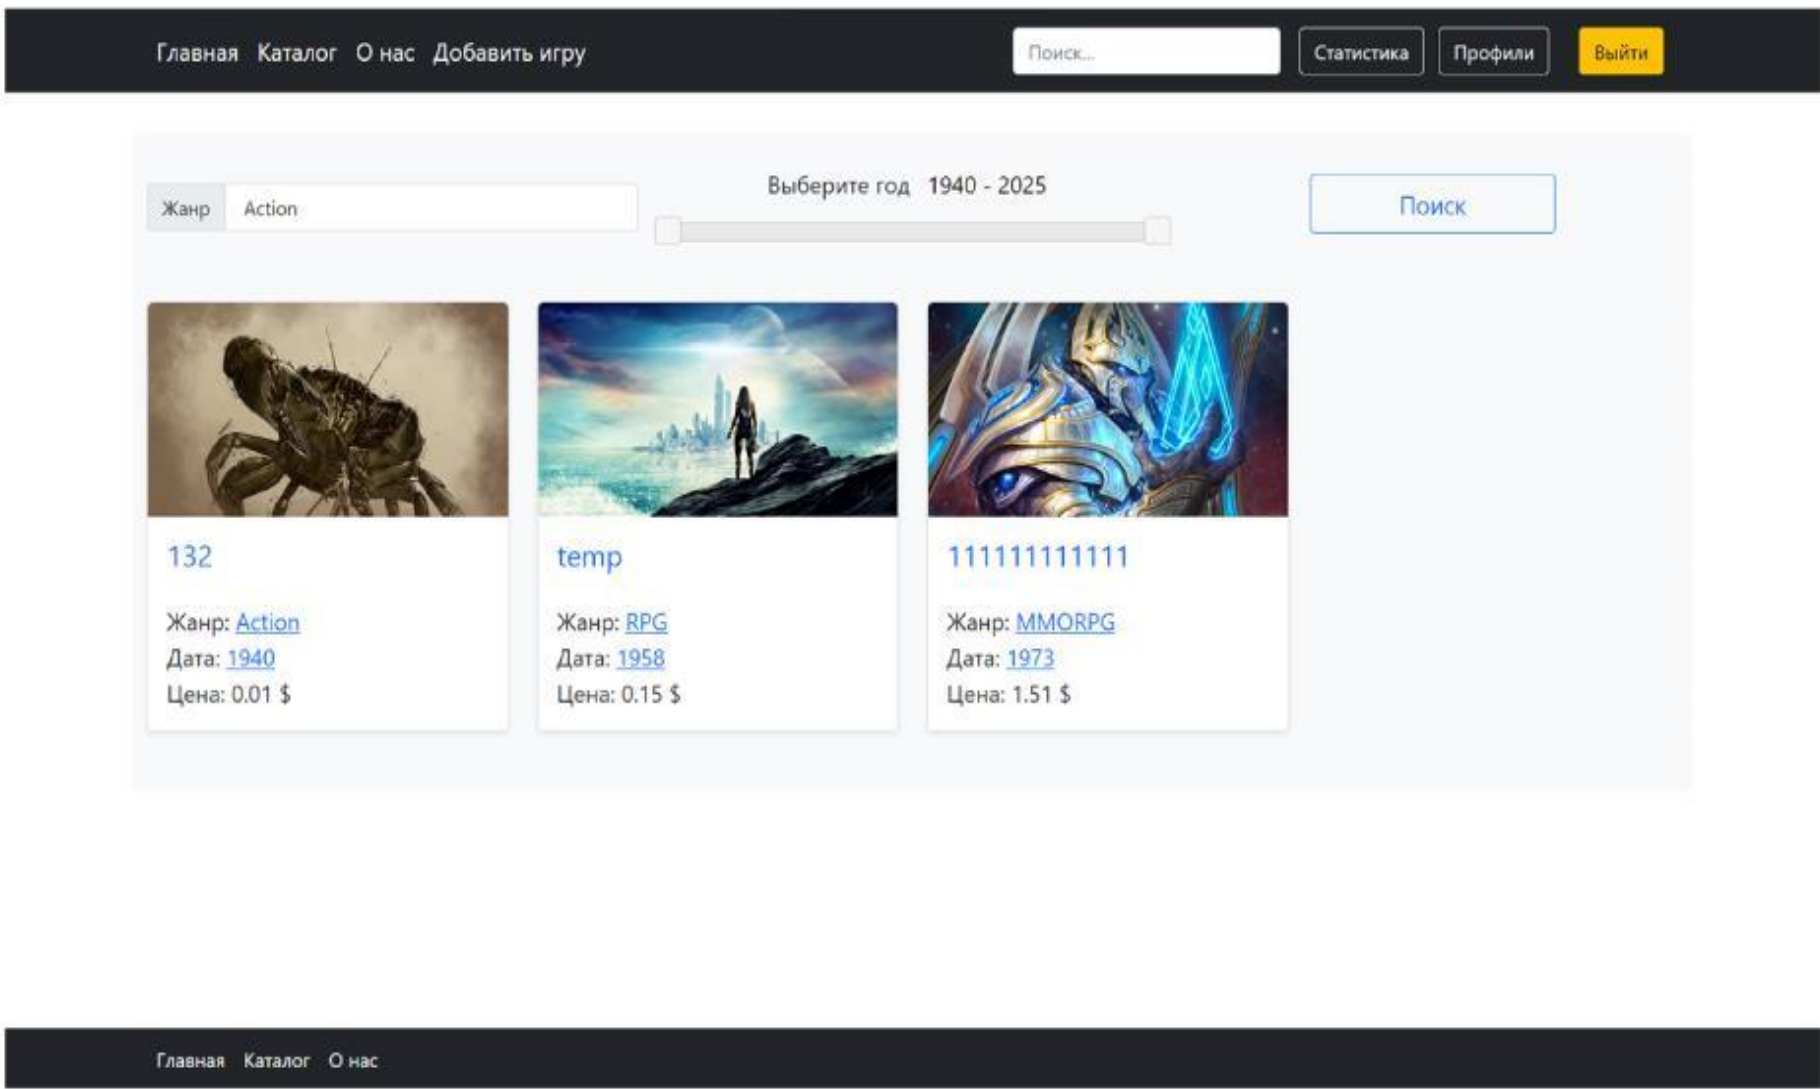 Главная Каталог О нас Добавить игру Поиск... Статистика Профили Выйти
Выберите год 1940 - 2025
Жанр Action Поиск
132 temp 111111111111
Жанр: Action Жанр: RPG Жанр: MMORPG
Дата: 1940 Дата: 1958 Дата: 1973
Цена: 0.01 $ Цена: 0.15 $ Цена: 1.51 $
Главная Каталог О нас